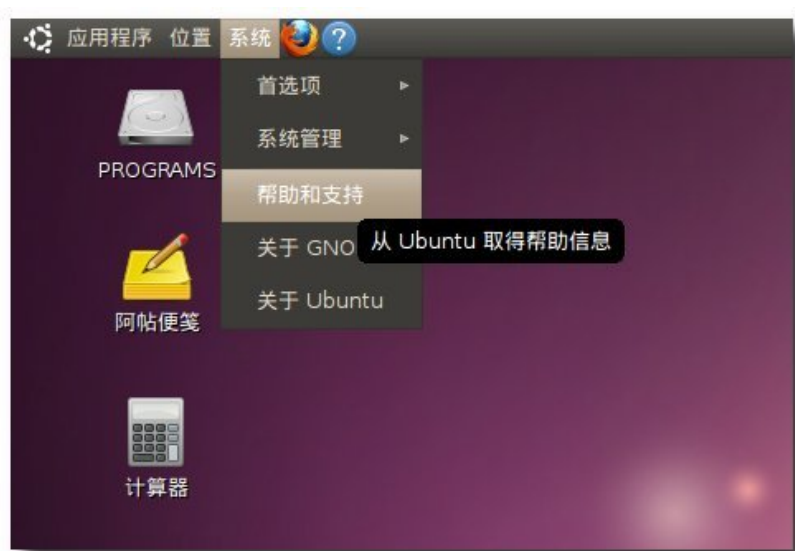 应用程序 位置 系统
首选项
系统管理
帮助和支持
从 Ubuntu 取得帮助信息
关于 GNO
关于 Ubuntu
PROGRAMS
阿帖便笺
计算器